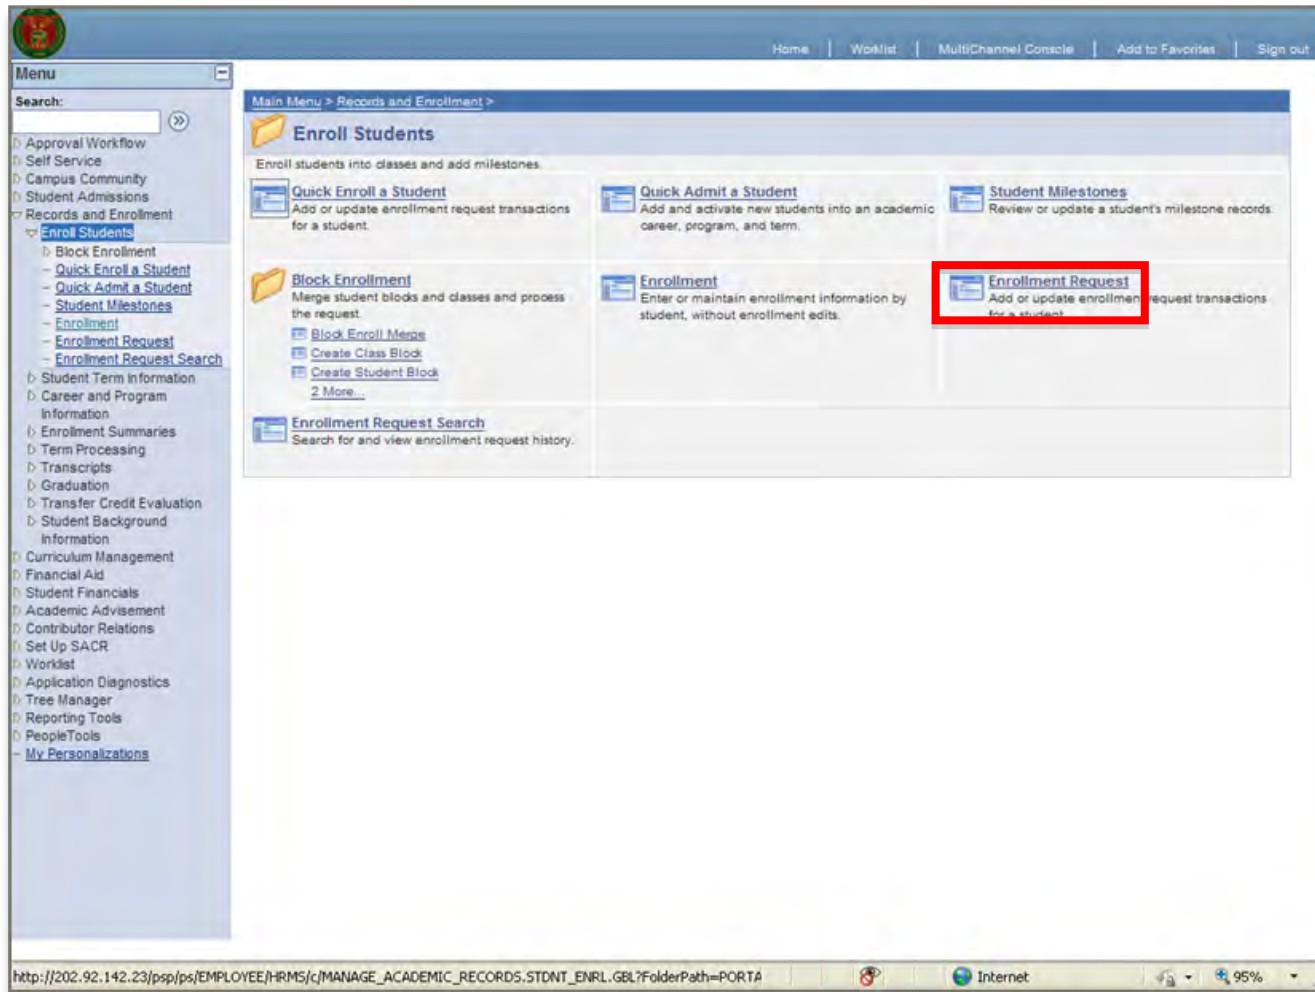 Home | Worklist | MultiChannel Console | Add to Favorites | Sign out
Menu
Search:
Approval Workflow
Self Service
Campus Community
Student Admissions
Records and Enrollment
Enroll Students
Block Enrollment
Quick Enroll a Student
Quick Admit a Student
Student Milestones
Enrollment
Enrollment Request
Enrollment Request Search
Student Term Information
Career and Program
Information
Enrollment Summaries
Term Processing
Transcripts
Graduation
Transfer Credit Evaluation
Student Background
Information
Curriculum Management
Financial Aid
Student Financials
Academic Advisement
Contributor Relations
Set Up SACR
Worklist
Application Diagnostics
Tree Manager
Reporting Tools
PeopleTools
My Personalizations
Main Menu > Records and Enrollment >
Enroll Students
Enroll students into classes and add milestones.
Quick Enroll a Student
Add or update enrollment request transactions
for a student.
Quick Admit a Student
Add and activate new students into an academic
career, program, and term.
Student Milestones
Review or update a student's milestone records.
Block Enrollment
Merge student blocks and classes and process
the request.
Block Enroll Merge
Create Class Block
Create Student Block
2 More...
Enrollment
Enter or maintain enrollment information by
student, without enrollment edits.
Enrollment Request
Add or update enrollment request transactions
for a student.
Enrollment Request Search
Search for and view enrollment request history.
http://202.92.142.23/psp/ps/EMPLOYEE/HRMS/c/MANAGE_ACADEMIC_RECORDS.STDNT_ENRL.GBL?FolderPath=PORTA
Internet
95%